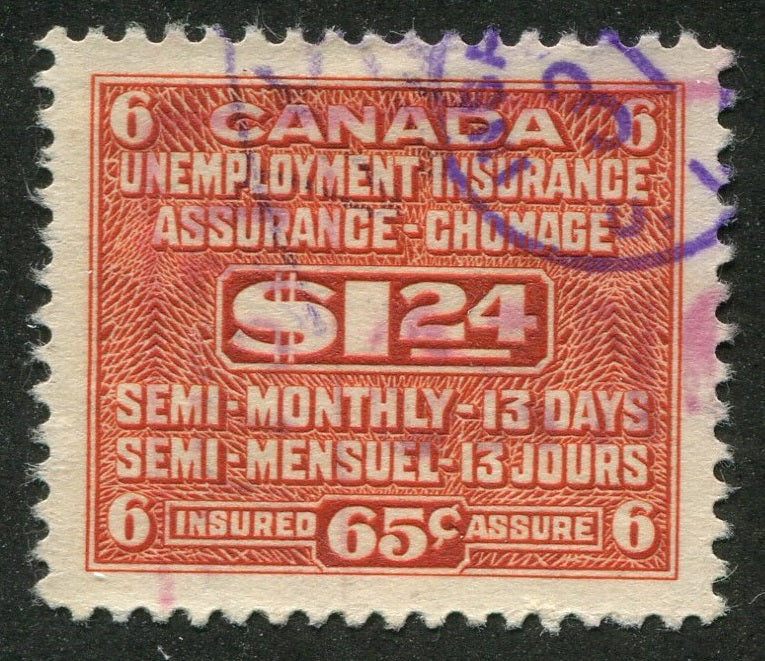 6 CANADA 6
UNEMPLOYMENT INSURANCE
ASSURANCE-CHOMAGE
$1.24
SEMI-MONTHLY-13 DAYS
SEMI-MENSUEL-13 JOURS
6 INSURED 65¢ ASSURE 6